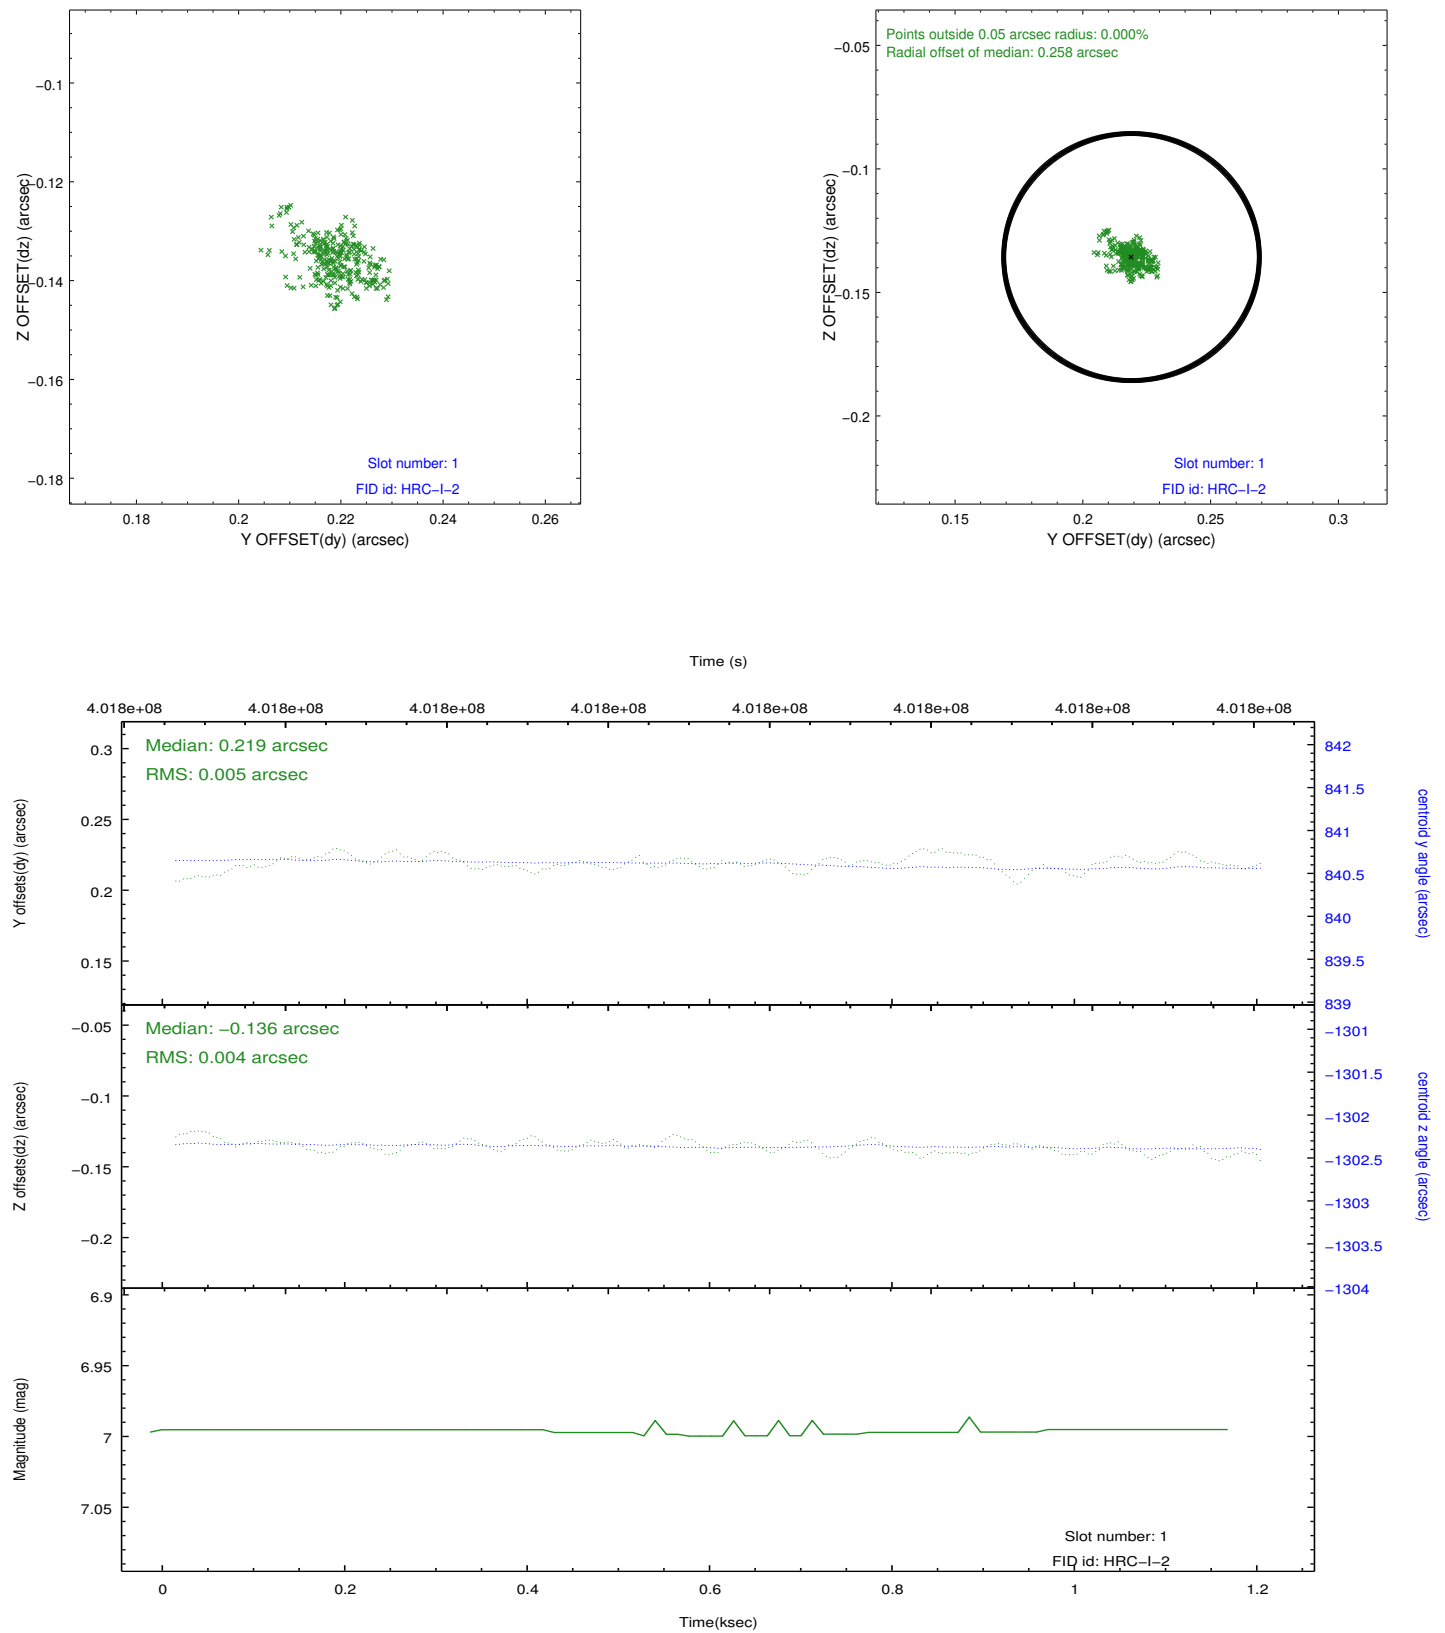 −0.1
−0.12
−0.14
−0.16
−0.18
Z OFFSET(dz) (arcsec)
Slot number: 1
FID id: HRC−I−2
0.18
0.2
0.22
0.24
0.26
Y OFFSET(dy) (arcsec)
Points outside 0.05 arcsec radius: 0.000%
Radial offset of median: 0.258 arcsec
−0.05
−0.1
−0.15
−0.2
Z OFFSET(dz) (arcsec)
Slot number: 1
FID id: HRC−I−2
0.15
0.2
0.25
0.3
Y OFFSET(dy) (arcsec)
Time (s)
4.018e+08 4.018e+08 4.018e+08 4.018e+08 4.018e+08 4.018e+08 4.018e+08 4.018e+08
Median: 0.219 arcsec
RMS: 0.005 arcsec
0.3
0.25
0.2
0.15
Y offsets(dy) (arcsec)
842
841.5
841
840.5
840
839.5
839
centroid y angle (arcsec)
Median: −0.136 arcsec
RMS: 0.004 arcsec
−0.05
−0.1
−0.15
−0.2
Z offsets(dz) (arcsec)
−1301
−1301.5
−1302
−1302.5
−1303
−1303.5
−1304
centroid z angle (arcsec)
6.9
6.95
7
7.05
Magnitude (mag)
Slot number: 1
FID id: HRC−I−2
0
0.2
0.4
0.6
0.8
1
1.2
Time(ksec)